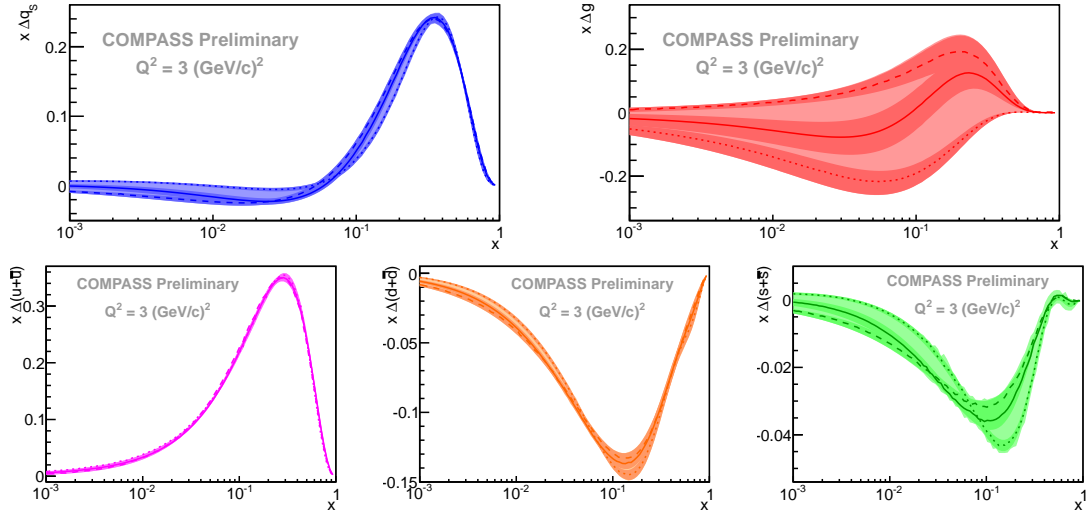 x Δq_s
COMPASS Preliminary
Q² = 3 (GeV/c)²
0.2
0.1
0
10⁻³ 10⁻² 10⁻¹ 1
x
x Δg
COMPASS Preliminary
Q² = 3 (GeV/c)²
0.2
0
-0.2
10⁻³ 10⁻² 10⁻¹ 1
x
x Δ(u+u̅)
COMPASS Preliminary
Q² = 3 (GeV/c)²
0.3
0.2
0.1
0
10⁻³ 10⁻² 10⁻¹ 1
x
x Δ(d+d̅)
COMPASS Preliminary
Q² = 3 (GeV/c)²
0
-0.05
-0.1
-0.15
10⁻³ 10⁻² 10⁻¹ 1
x
x Δ(s+s̅)
COMPASS Preliminary
Q² = 3 (GeV/c)²
0
-0.02
-0.04
10⁻³ 10⁻² 10⁻¹ 1
x